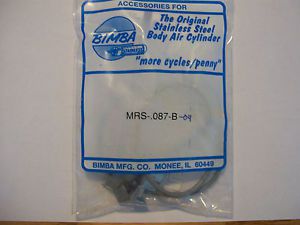 ACCESSORIES FOR
The Original
Stainless Steel
Body Air Cylinder
BIMBA
STAINLESS
"more cycles/penny"
MRS-.087-B-04
BIMBA MFG. CO. MONEE, IL 60449